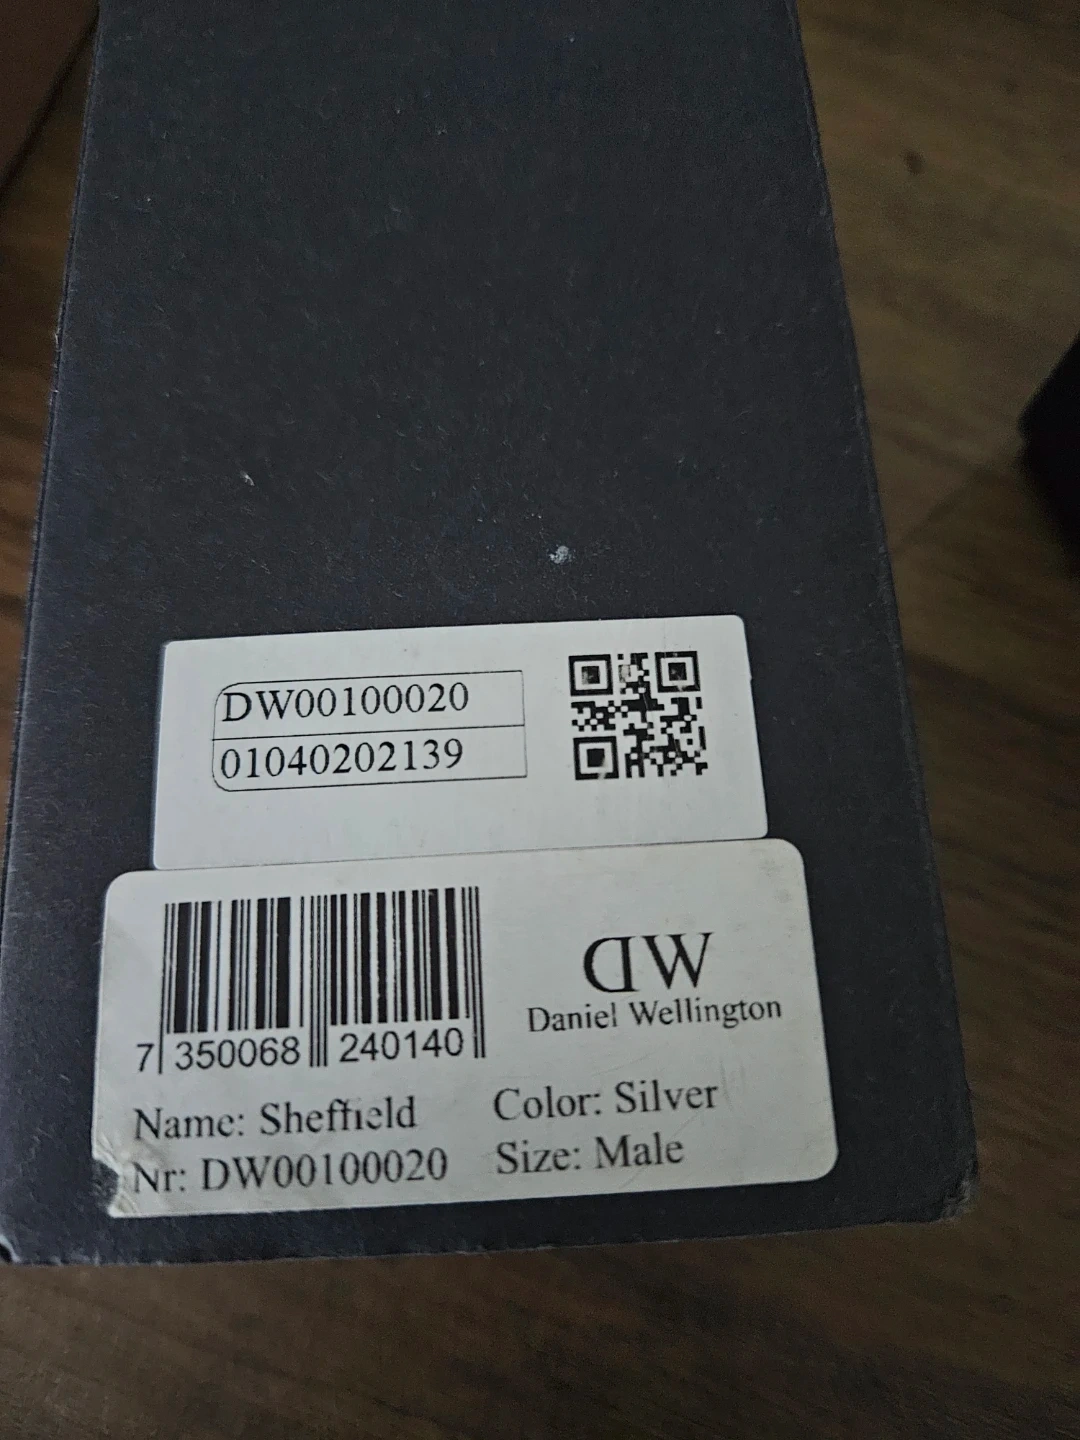 DW00100020
01040202139
DW
Daniel Wellington
7 350068 240140
Name: Sheffield
Color: Silver
Nr: DW00100020
Size: Male